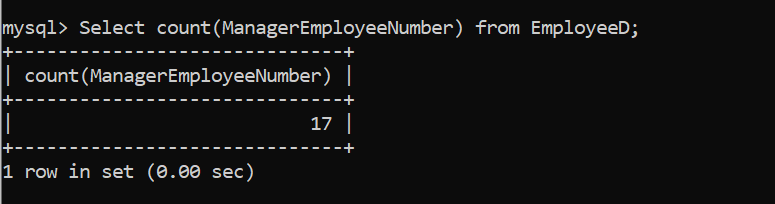 mysql> Select count(ManagerEmployeeNumber) from EmployeeD;
+------------------------------+
| count(ManagerEmployeeNumber) |
+------------------------------+
|                           17 |
+------------------------------+
1 row in set (0.00 sec)